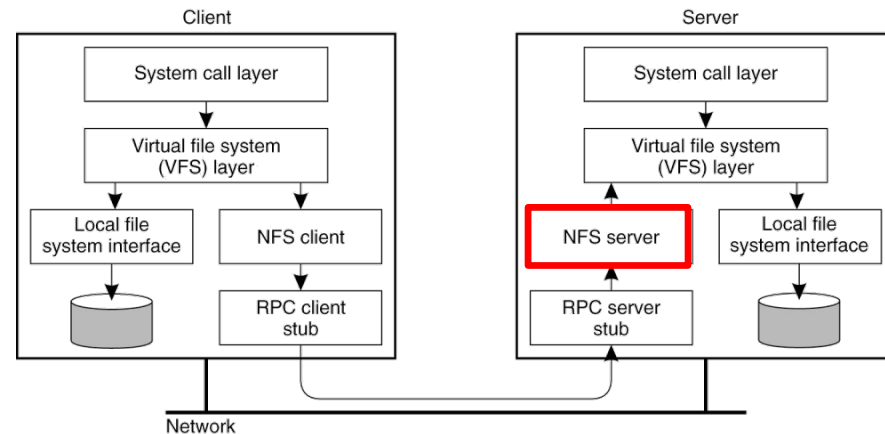 Client
Server
System call layer
Virtual file system
(VFS) layer
Local file
system interface
NFS client
RPC client
stub
System call layer
Virtual file system
(VFS) layer
NFS server
Local file
system interface
RPC server
stub
Network